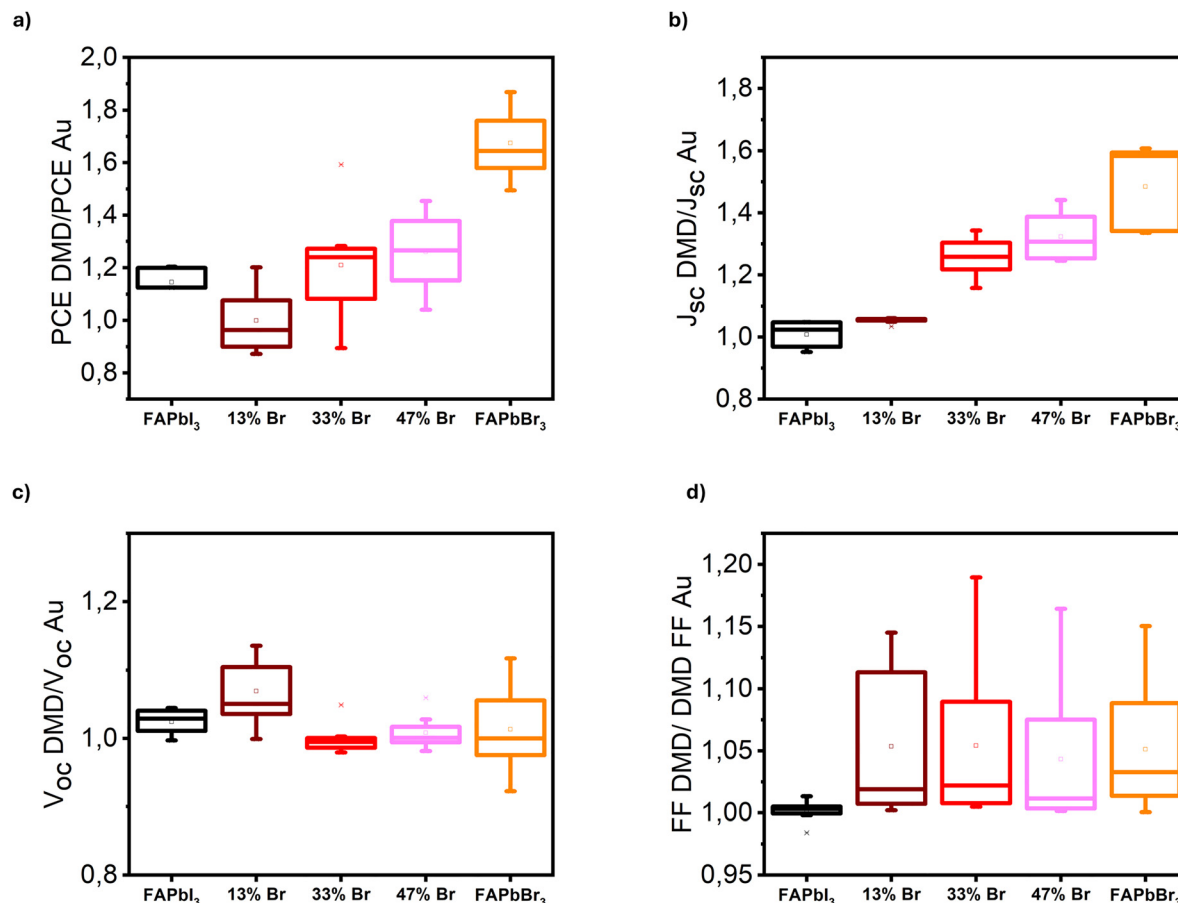 a)
PCE DMD/PCE Au
2,0
1,8
1,6
1,4
1,2
1,0
0,8
FAPbI3 13% Br 33% Br 47% Br FAPbBr3
b)
Jsc DMD/Jsc Au
1,8
1,6
1,4
1,2
1,0
0,8
FAPbI3 13% Br 33% Br 47% Br FAPbBr3
c)
Voc DMD/Voc Au
1,2
1,0
0,8
FAPbI3 13% Br 33% Br 47% Br FAPbBr3
d)
FF DMD/ DMD FF Au
1,20
1,15
1,10
1,05
1,00
0,95
FAPbI3 13% Br 33% Br 47% Br FAPbBr3